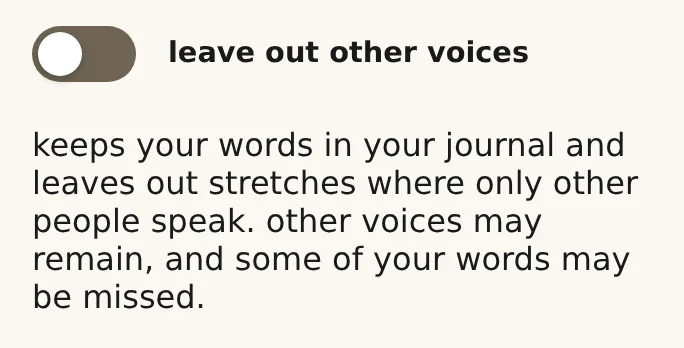 leave out other voices
keeps your words in your journal and
leaves out stretches where only other
people speak. other voices may
remain, and some of your words may
be missed.